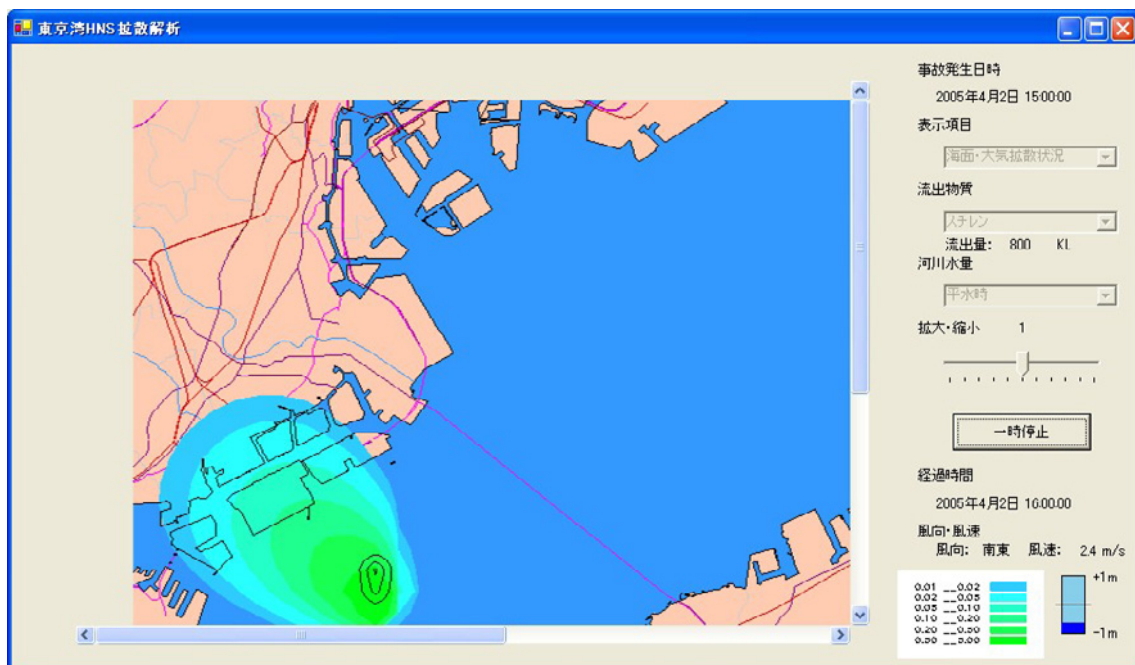 東京湾HNS拡散解析
事故発生日時
2005年4月2日 15:00:00
表示項目
海面・大気拡散状況
流出物質
スチレン
流出量: 800 KL
河川水量
平水時
拡大・縮小 1
一時停止
経過時間
2005年4月2日 16:00:00
風向・風速
風向: 南東 風速: 2.4 m/s
0.01 __0.02
0.02 __0.05
0.05 __0.10
0.10 __0.20
0.20 __0.50
0.50 __5.00
+1m
-1m